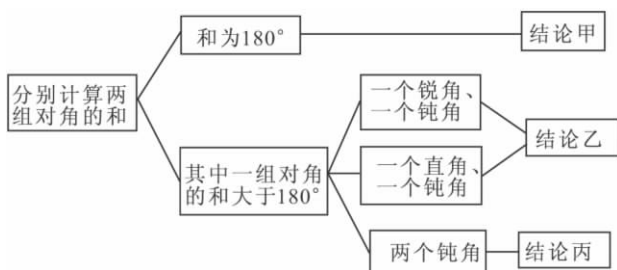 分别计算两
组对角的和
和为180°
结论甲
其中一组对角
的和大于180°
一个锐角、
一个钝角
一个直角、
一个钝角
结论乙
两个钝角
结论丙